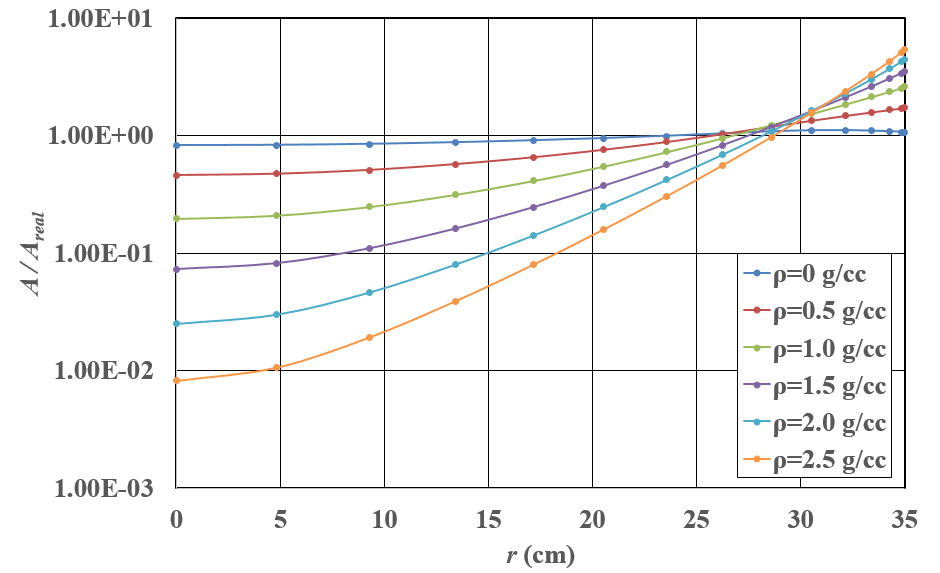 1.00E+01
1.00E+00
1.00E-01
1.00E-02
1.00E-03
A / Areal
ρ=0 g/cc
ρ=0.5 g/cc
ρ=1.0 g/cc
ρ=1.5 g/cc
ρ=2.0 g/cc
ρ=2.5 g/cc
0 5 10 15 20 25 30 35
r (cm)